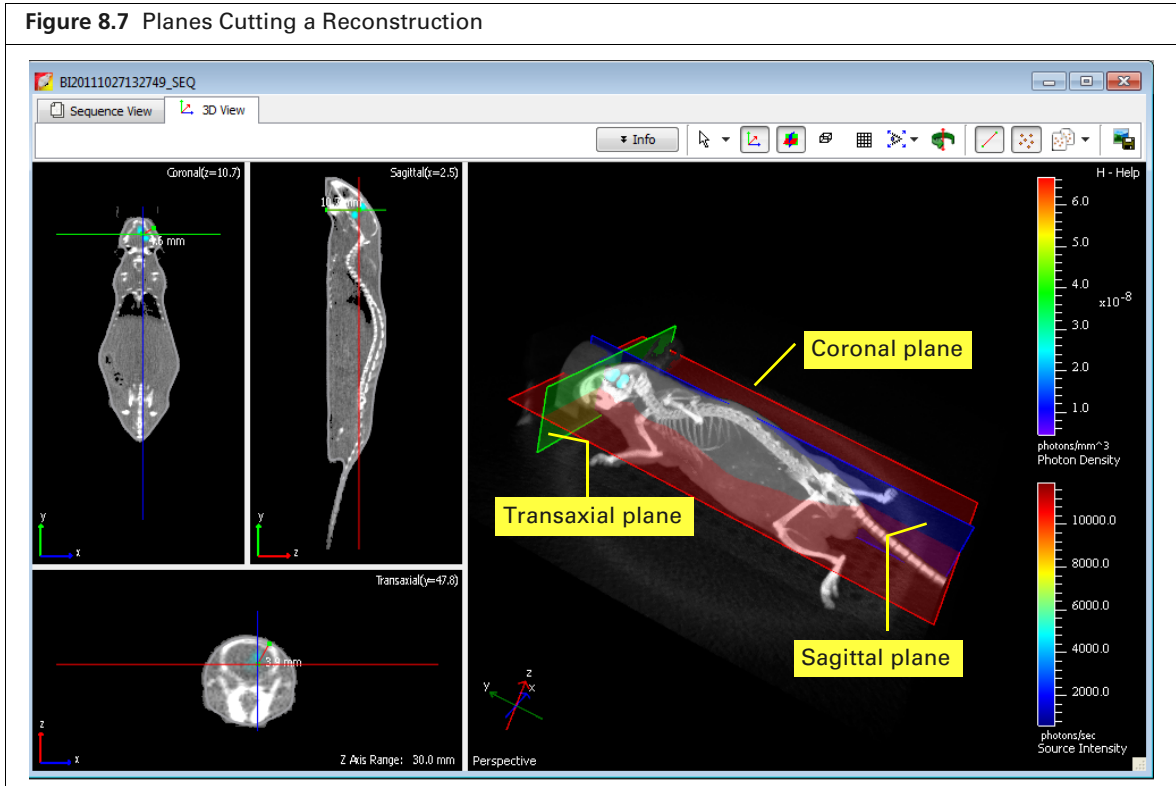 Figure 8.7 Planes Cutting a Reconstruction
BI20111027132749_SEQ
Sequence View
3D View
Info
Coronal(z=10.7)
Sagittal(x=2.5)
H - Help
.6 mm
6.0
5.0
4.0
x10-8
3.0
2.0
1.0
photons/mm^3
Photon Density
Coronal plane
Transaxial plane
Sagittal plane
y
x
y
z
Transaxial(y=47.8)
mm
z
x
Z Axis Range: 30.0 mm
y
z
x
Perspective
10000.0
8000.0
6000.0
4000.0
2000.0
photons/sec
Source Intensity